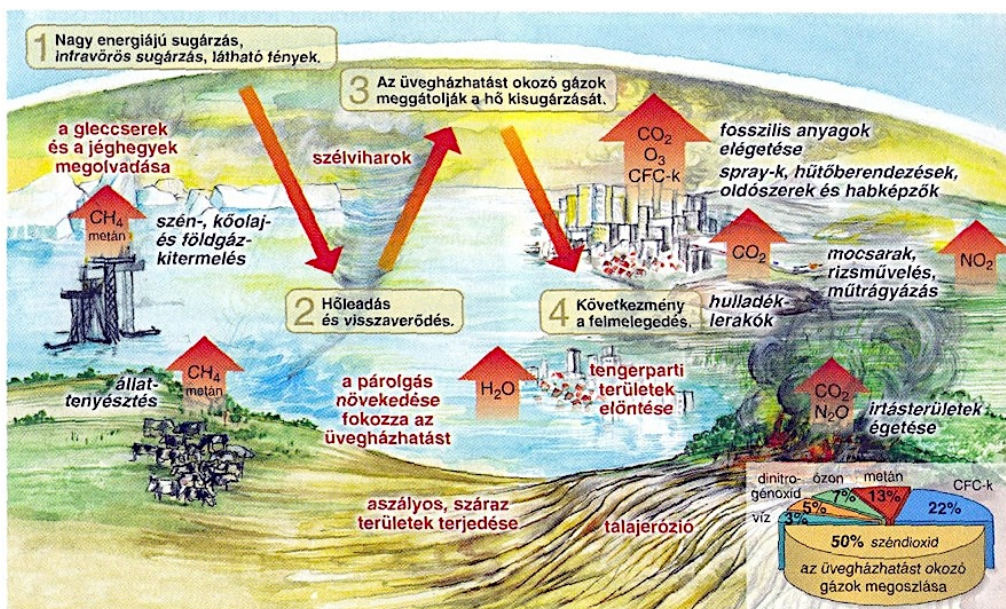 1 Nagy energiájú sugárzás,
infravörös sugárzás, látható fények.
3 Az üvegházhatást okozó gázok
meggátolják a hő kisugárzását.
a gleccserek
és a jéghegyek
megolvadása
szélviharok
CO2
O3
CFC-k
fosszilis anyagok
elégetése
spray-k, hűtőberendezések,
oldószerek és habképzők
CH4
metán
szén-, kőolaj-
és földgáz-
kitermelés
CO2
mocsarak,
rizsművelés,
műtrágyázás
NO2
2 Hőleadás
és visszaverődés.
4 Következmény
a felmelegedés.
hulladék-
lerakók
állat-
tenyésztés
CH4
metán
a párolgás
növekedése
fokozza az
üvegházhatást
H2O
tengerparti
területek
elöntése
CO2
N2O
irtásterületek
égetése
aszályos, száraz
területek terjedése
talajerózió
dinitro-
génoxid
ózon
metán
CFC-k
víz
3%
5%
7%
13%
22%
50% széndioxid
az üvegházhatást okozó
gázok megoszlása